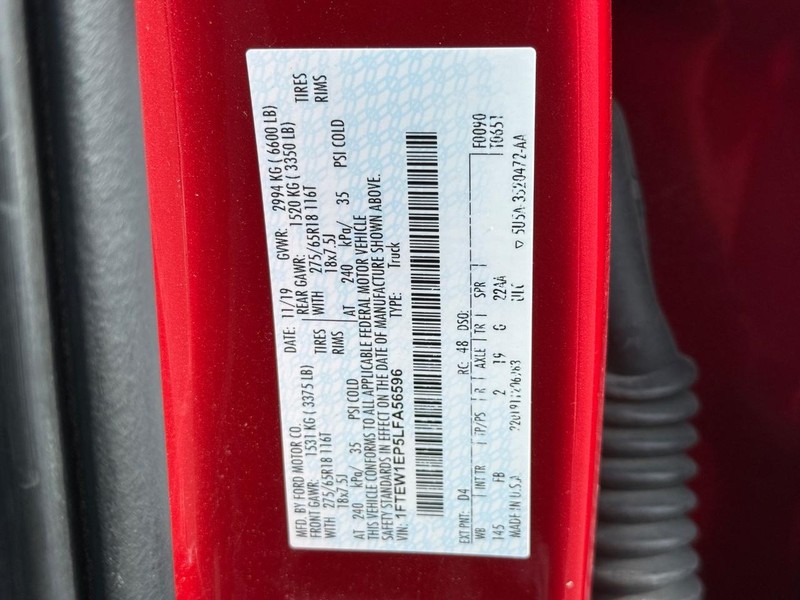 MFD. BY FORD MOTOR CO.
DATE: 11/19 GVWR: 2994 KG ( 6600 LB)
FRONT GAWR: 1531 KG ( 3375 LB) REAR GAWR: 1520 KG ( 3350 LB)
WITH 275/65R18 116T TIRES WITH 275/65R18 116T TIRES
18x7.5J RIMS 18x7.5J RIMS
AT 240 kPa/ 35 PSI COLD AT 240 kPa/ 35 PSI COLD
THIS VEHICLE CONFORMS TO ALL APPLICABLE FEDERAL MOTOR VEHICLE
SAFETY STANDARDS IN EFFECT ON THE DATE OF MANUFACTURE SHOWN ABOVE.
VIN: 1FTEW1EP5LFA56596 TYPE: Truck
EXT PNT: D4 RC: 48 DSO: F0090
WB INT TR TP/PS R AXLE TR SPR T0651
145 FB 2 19 G 22AA
MADE IN U.S.A. 5U5A-3520472-AA